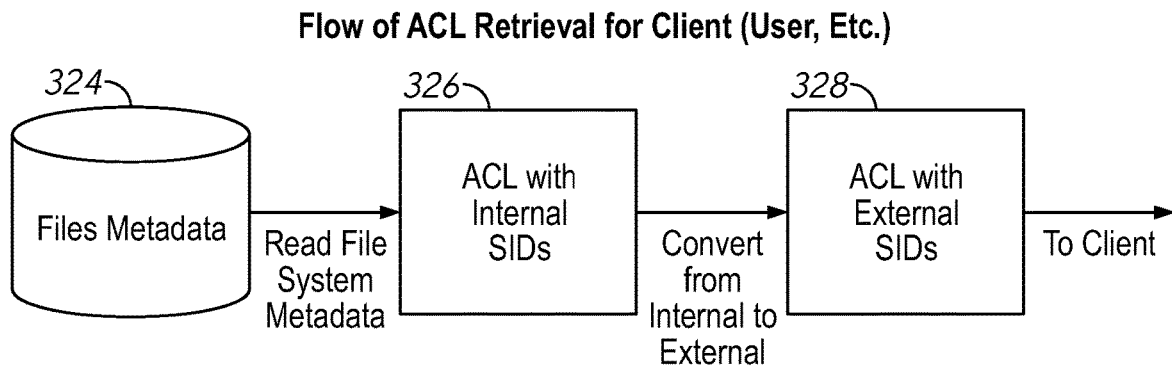 Flow of ACL Retrieval for Client (User, Etc.)
324
326
328
Files Metadata
Read File
System
Metadata
ACL with
Internal
SIDs
Convert
from
Internal to
External
ACL with
External
SIDs
To Client